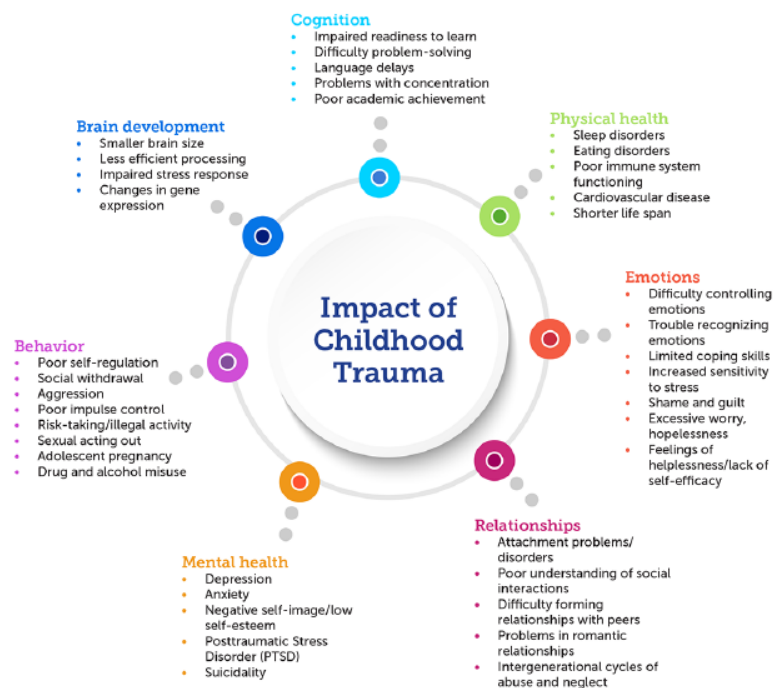 Cognition
• Impaired readiness to learn
• Difficulty problem-solving
• Language delays
• Problems with concentration
• Poor academic achievement
Physical health
• Sleep disorders
• Eating disorders
• Poor immune system
functioning
• Cardiovascular disease
• Shorter life span
Emotions
• Difficulty controlling
emotions
• Trouble recognizing
emotions
• Limited coping skills
• Increased sensitivity
to stress
• Shame and guilt
• Excessive worry,
hopelessness
• Feelings of
helplessness/lack of
self-efficacy
Relationships
• Attachment problems/
disorders
• Poor understanding of social
interactions
• Difficulty forming
relationships with peers
• Problems in romantic
relationships
• Intergenerational cycles of
abuse and neglect
Mental health
• Depression
• Anxiety
• Negative self-image/low
self-esteem
• Posttraumatic Stress
Disorder (PTSD)
• Suicidality
Behavior
• Poor self-regulation
• Social withdrawal
• Aggression
• Poor impulse control
• Risk-taking/illegal activity
• Sexual acting out
• Adolescent pregnancy
• Drug and alcohol misuse
Brain development
• Smaller brain size
• Less efficient processing
• Impaired stress response
• Changes in gene
expression
Impact of
Childhood
Trauma